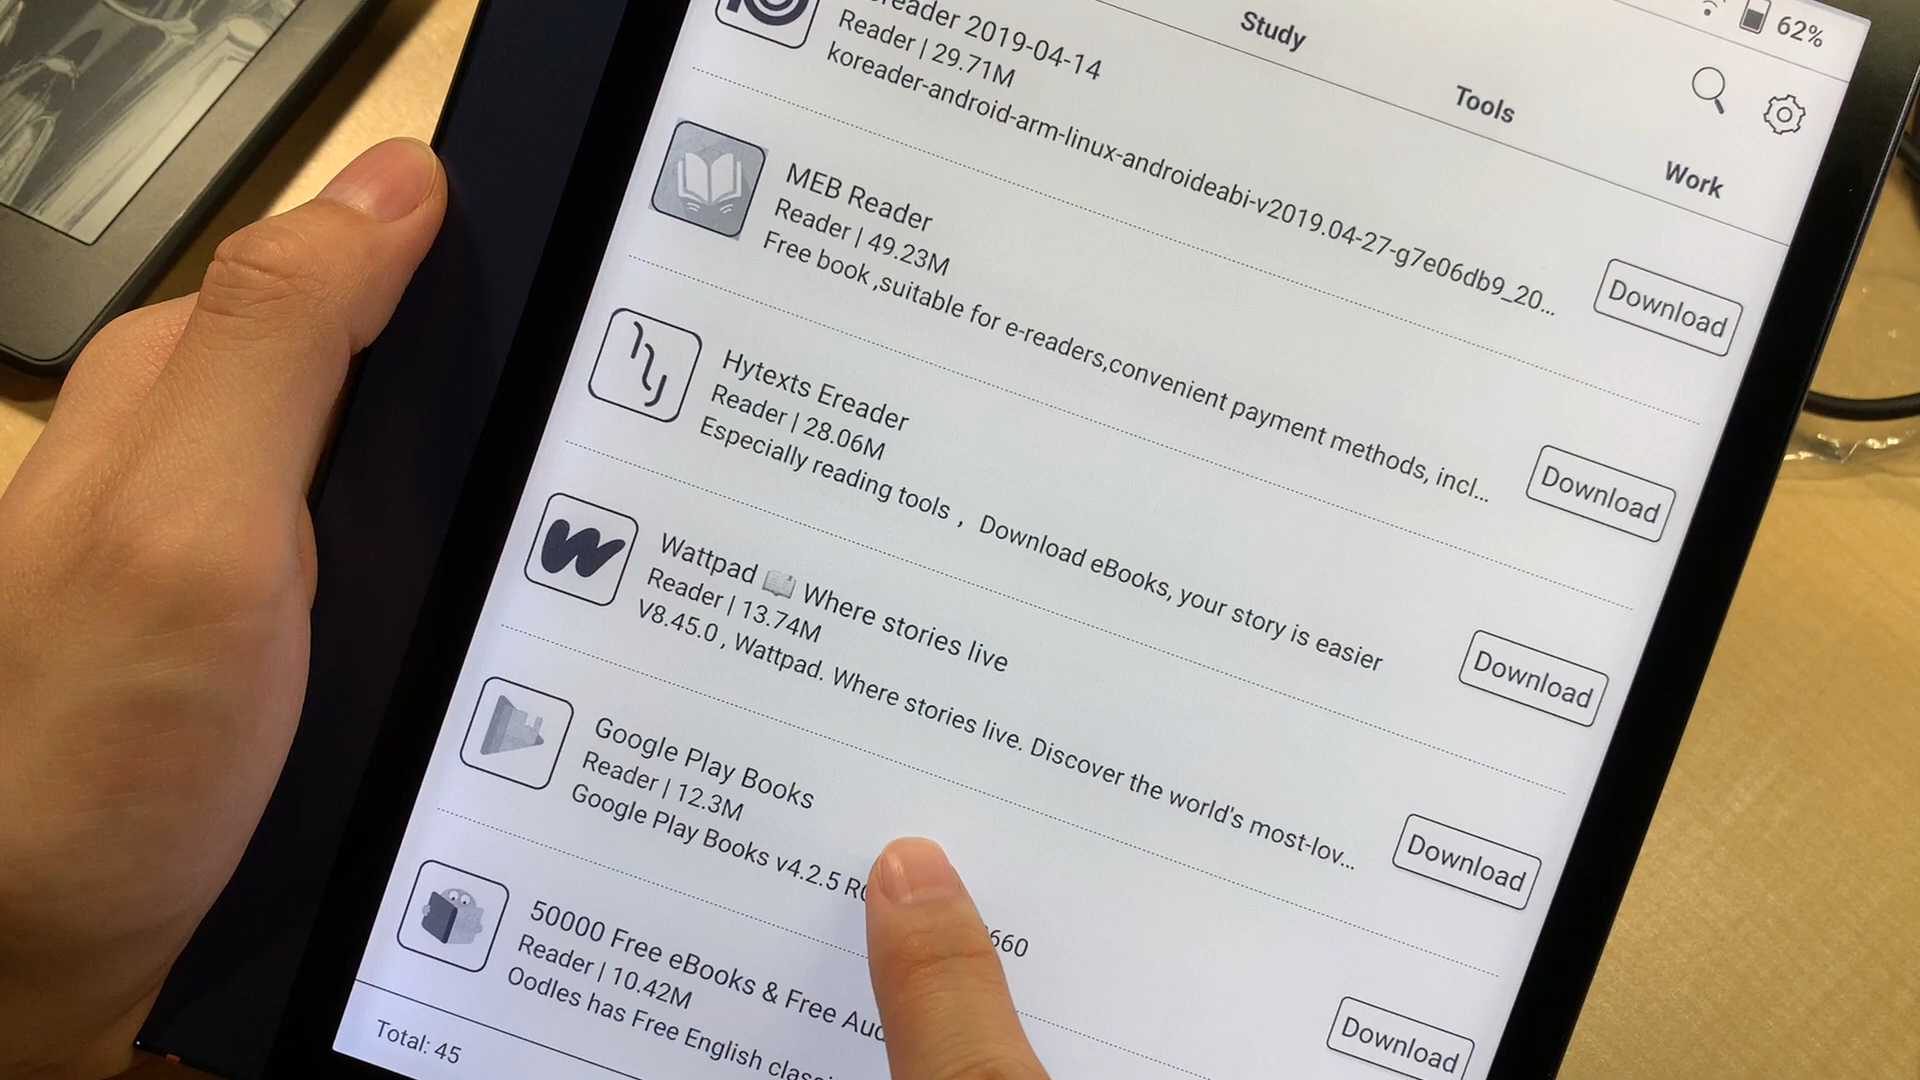 62%
Study
Tools
Work
reader 2019-04-14
Reader | 29.71M
koreader-android-arm-linux-androideabi-v2019.04-27-g7e06db9_20...
Download
MEB Reader
Reader | 49.23M
Free book ,suitable for e-readers,convenient payment methods, incl...
Download
Hytexts Ereader
Reader | 28.06M
Especially reading tools , Download eBooks, your story is easier
Download
Wattpad 📖 Where stories live
Reader | 13.74M
V8.45.0 , Wattpad. Where stories live. Discover the world's most-lov...
Download
Google Play Books
Reader | 12.3M
Google Play Books v4.2.5 660
Download
50000 Free eBooks & Free
Reader | 10.42M
Oodles has Free English
Total: 45